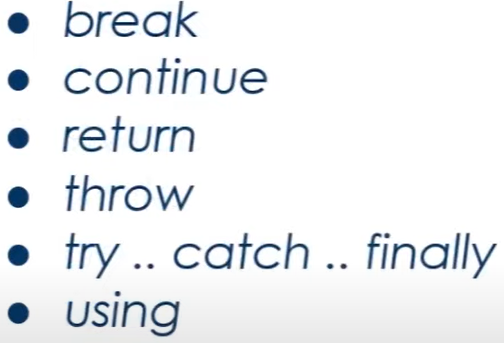 • break
• continue
• return
• throw
• try .. catch .. finally
• using